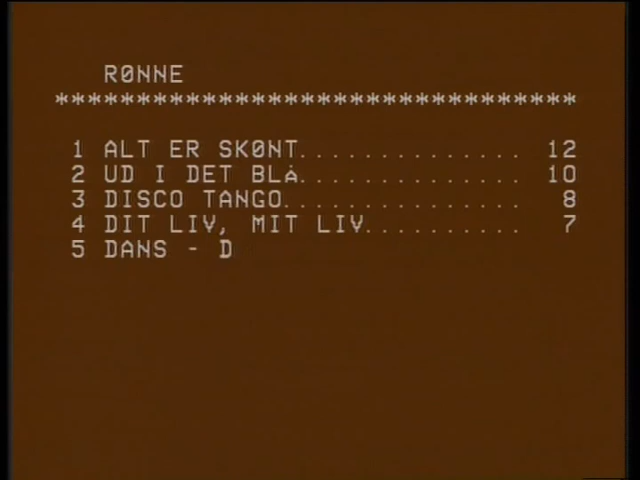 RØNNE
********************************
1 ALT ER SKØNT.............. 12
2 UD I DET BLÅ.............. 10
3 DISCO TANGO............... 8
4 DIT LIV, MIT LIV.......... 7
5 DANS - D